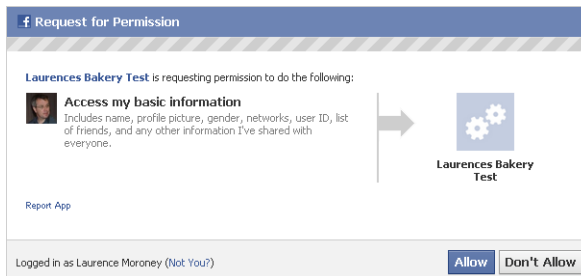 Request for Permission
Laurences Bakery Test is requesting permission to do the following:
Access my basic information
Includes name, profile picture, gender, networks, user ID, list
of friends, and any other information I've shared with
everyone.
Laurences Bakery
Test
Report App
Logged in as Laurence Moroney (Not You?)
Allow
Don't Allow